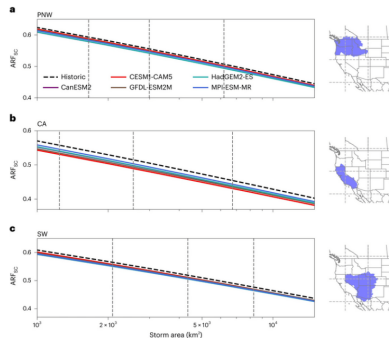 a
PNW
0.6
0.5
0.4
ARF_SC
Historic
CESM1-CAM5
HadGEM2-ES
CanESM2
GFDL-ESM2M
MPI-ESM-MR
b
CA
0.6
0.5
0.4
ARF_SC
c
SW
0.6
0.5
0.4
ARF_SC
10³ 2 × 10³ 5 × 10³ 10⁴
Storm area (km²)